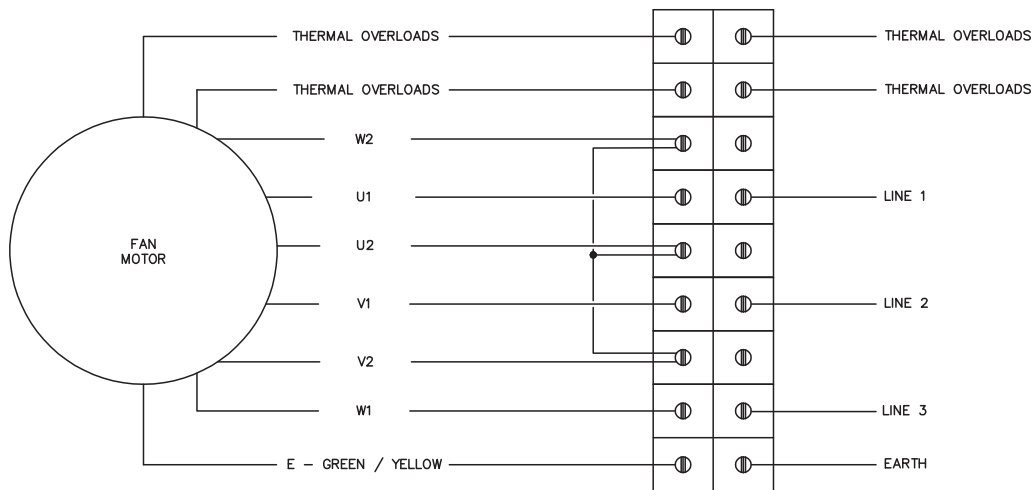 THERMAL OVERLOADS
THERMAL OVERLOADS
THERMAL OVERLOADS
THERMAL OVERLOADS
W2
U1
LINE 1
FAN
MOTOR
U2
V1
LINE 2
V2
W1
LINE 3
E – GREEN / YELLOW
EARTH